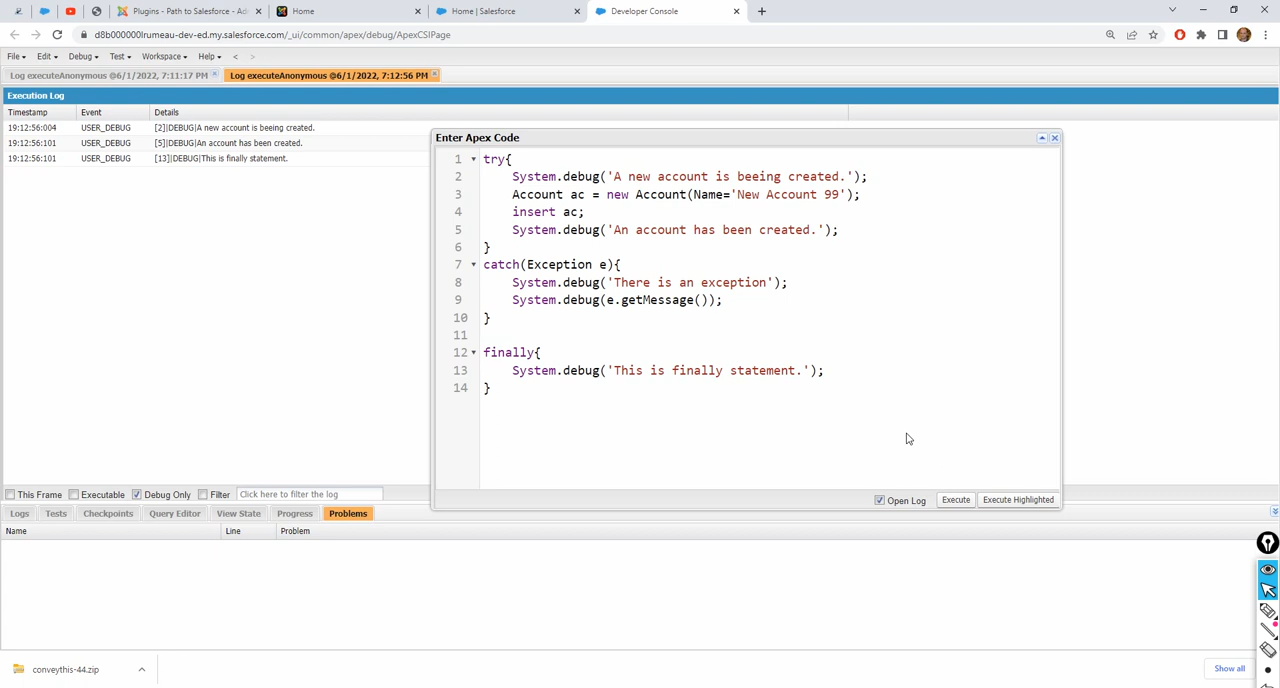 Plugins - Path to Salesforce - Ad
Home
Home | Salesforce
Developer Console
d8b000000lrumeau-dev-ed.my.salesforce.com/_ui/common/apex/debug/ApexCSIPage
File Edit Debug Test Workspace Help < >
Log executeAnonymous @6/1/2022, 7:11:17 PM Log executeAnonymous @6/1/2022, 7:12:56 PM
Execution Log
Timestamp Event Details
19:12:56:004 USER_DEBUG [2]|DEBUG|A new account is beeing created.
19:12:56:101 USER_DEBUG [5]|DEBUG|An account has been created.
19:12:56:101 USER_DEBUG [13]|DEBUG|This is finally statement.
Enter Apex Code
1 try{
2 System.debug('A new account is beeing created.');
3 Account ac = new Account(Name='New Account 99');
4 insert ac;
5 System.debug('An account has been created.');
6 }
7 catch(Exception e){
8 System.debug('There is an exception');
9 System.debug(e.getMessage());
10 }
11
12 finally{
13 System.debug('This is finally statement.');
14 }
Open Log Execute Execute Highlighted
This Frame Executable Debug Only Filter Click here to filter the log
Logs Tests Checkpoints Query Editor View State Progress Problems
Name Line Problem
conveythis-44.zip
Show all